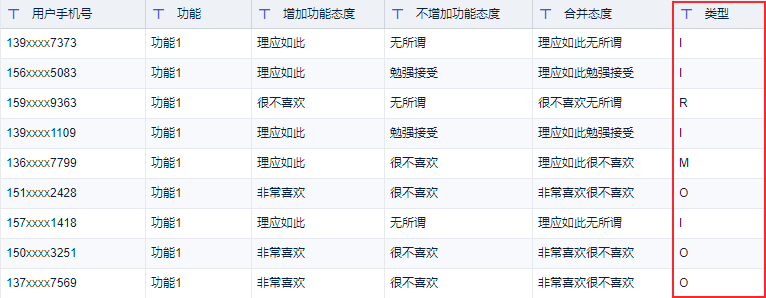 用户手机号 功能 增加功能态度 不增加功能态度 合并态度 类型
139xxxx7373 功能1 理应如此 无所谓 理应如此无所谓 I
156xxxx5083 功能1 理应如此 勉强接受 理应如此勉强接受 I
159xxxx9363 功能1 很不喜欢 无所谓 很不喜欢无所谓 R
139xxxx1109 功能1 理应如此 勉强接受 理应如此勉强接受 I
136xxxx7799 功能1 理应如此 很不喜欢 理应如此很不喜欢 M
151xxxx2428 功能1 非常喜欢 很不喜欢 非常喜欢很不喜欢 O
157xxxx1418 功能1 理应如此 无所谓 理应如此无所谓 I
150xxxx3251 功能1 非常喜欢 很不喜欢 非常喜欢很不喜欢 O
137xxxx7569 功能1 非常喜欢 很不喜欢 非常喜欢很不喜欢 O